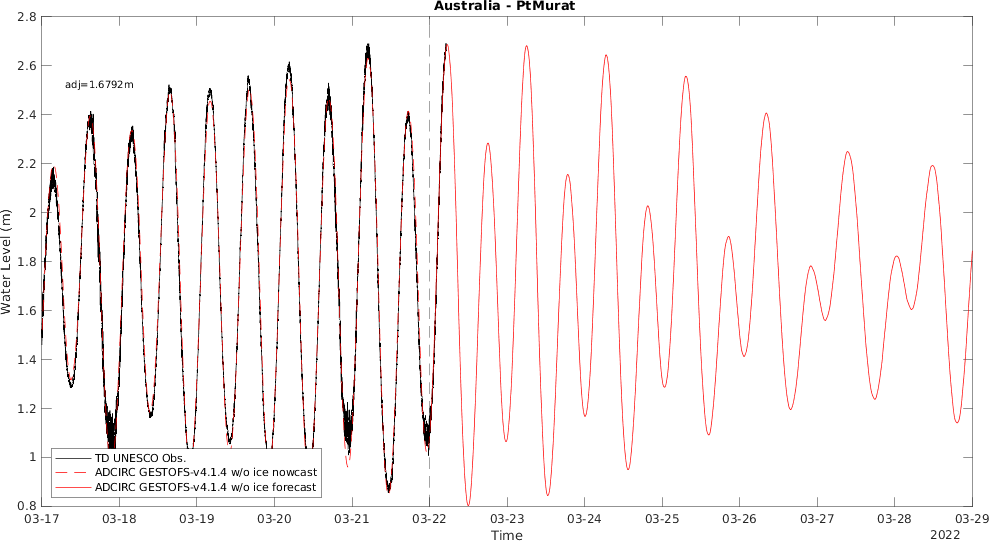 Australia - PtMurat
2.8
2.6
adj=1.6792m
2.4
2.2
2
Water Level (m)
1.8
1.6
1.4
1.2
1
0.8
TD UNESCO Obs.
ADCIRC GESTOFS-v4.1.4 w/o ice nowcast
ADCIRC GESTOFS-v4.1.4 w/o ice forecast
03-17 03-18 03-19 03-20 03-21 03-22 03-23 03-24 03-25 03-26 03-27 03-28 03-29
Time
2022